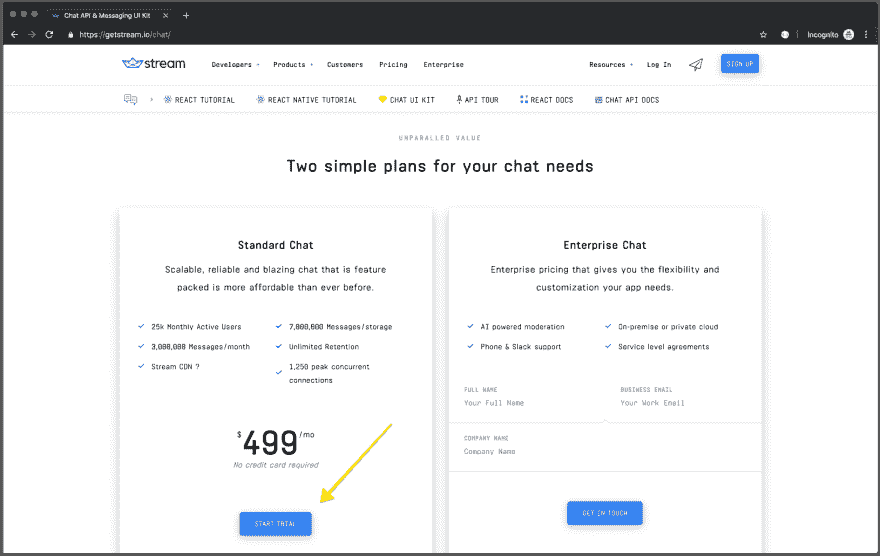 Chat API & Messaging UI Kit
https://getstream.io/chat/
Incognito
stream
Developers
Products
Customers
Pricing
Enterprise
Resources
Log In
SIGN UP
REACT TUTORIAL
REACT NATIVE TUTORIAL
CHAT UI KIT
API TOUR
REACT DOCS
CHAT API DOCS
UNPARALLED VALUE
Two simple plans for your chat needs
Standard Chat
Scalable, reliable and blazing chat that is feature
packed is more affordable than ever before.
25k Monthly Active Users
3,000,000 Messages/month
Stream CDN ?
7,000,000 Messages/storage
Unlimited Retention
1,250 peak concurrent
connections
$499/mo
No credit card required
START TRIAL
Enterprise Chat
Enterprise pricing that gives you the flexibility and
customization your app needs.
AI powered moderation
Phone & Slack support
On-premise or private cloud
Service level agreements
FULL NAME
Your Full Name
BUSINESS EMAIL
Your Work Email
COMPANY NAME
Company Name
GET IN TOUCH